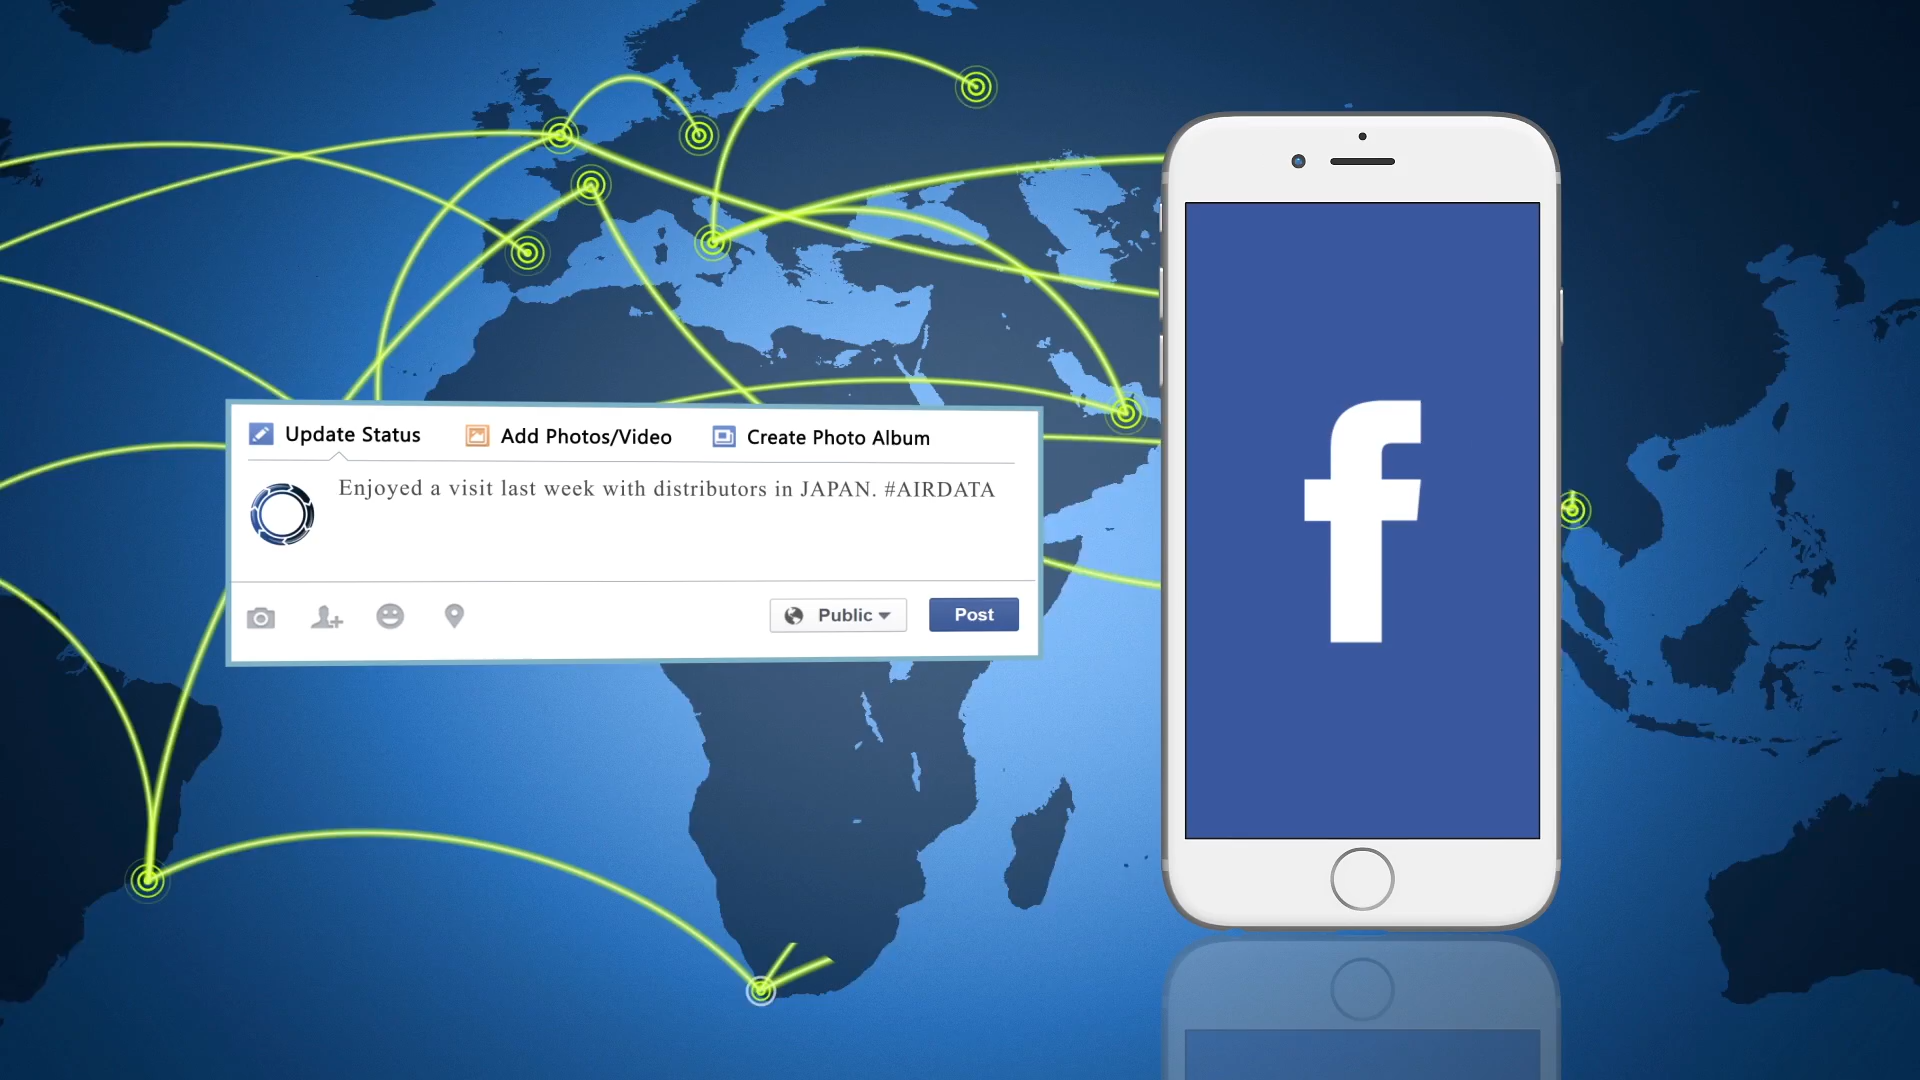 Update Status Add Photos/Video Create Photo Album
Enjoyed a visit last week with distributors in JAPAN. #AIRDATA
Public Post
f